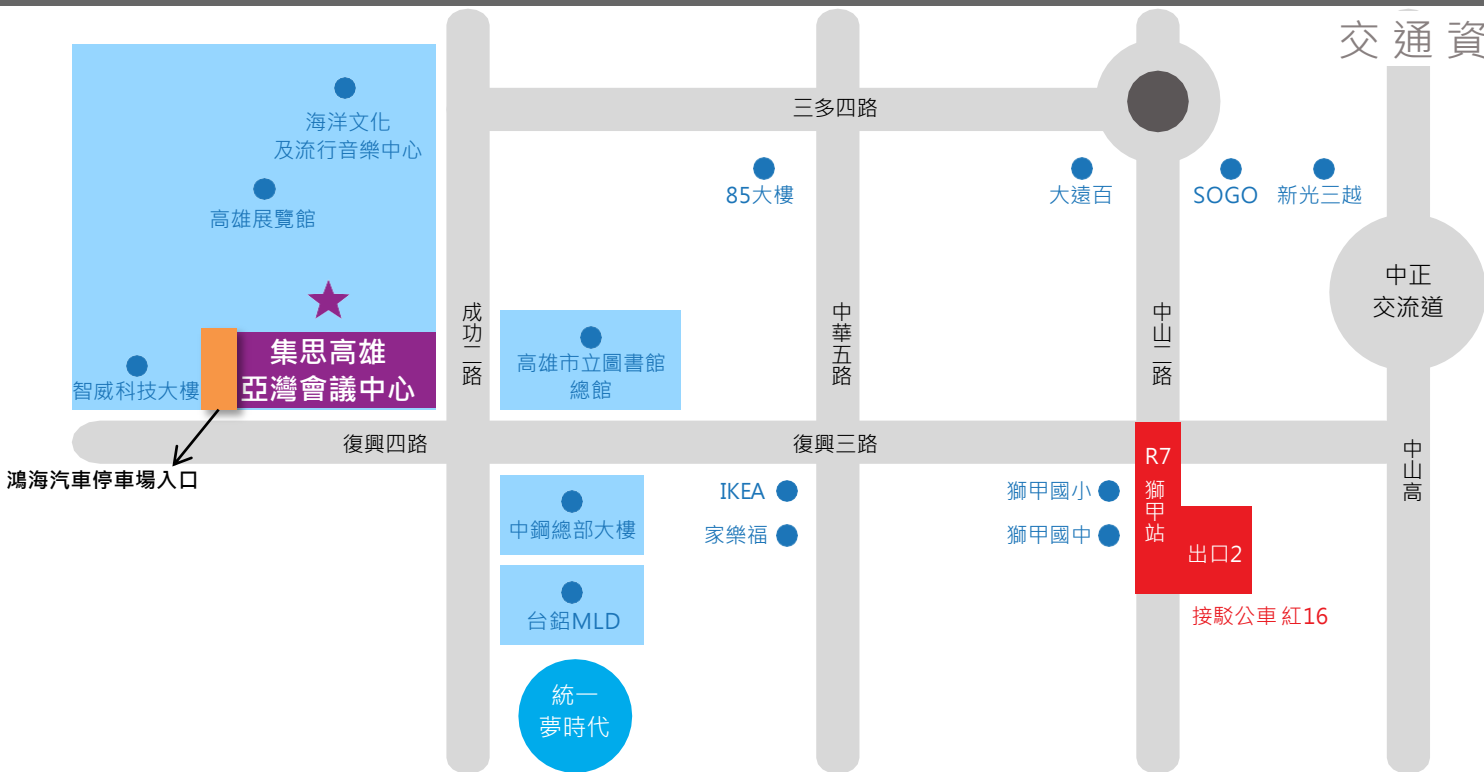 交通資
海洋文化
及流行音樂中心
三多四路
高雄展覽館
85大樓
大遠百
SOGO
新光三越
中正
交流道
成功二路
中華五路
中山二路
集思高雄
亞灣會議中心
智威科技大樓
高雄市立圖書館
總館
復興四路
復興三路
中山高
鴻海汽車停車場入口
R7
獅甲站
IKEA
獅甲國小
中鋼總部大樓
家樂福
獅甲國中
出口2
台鋁MLD
接駁公車 紅16
統一
夢時代